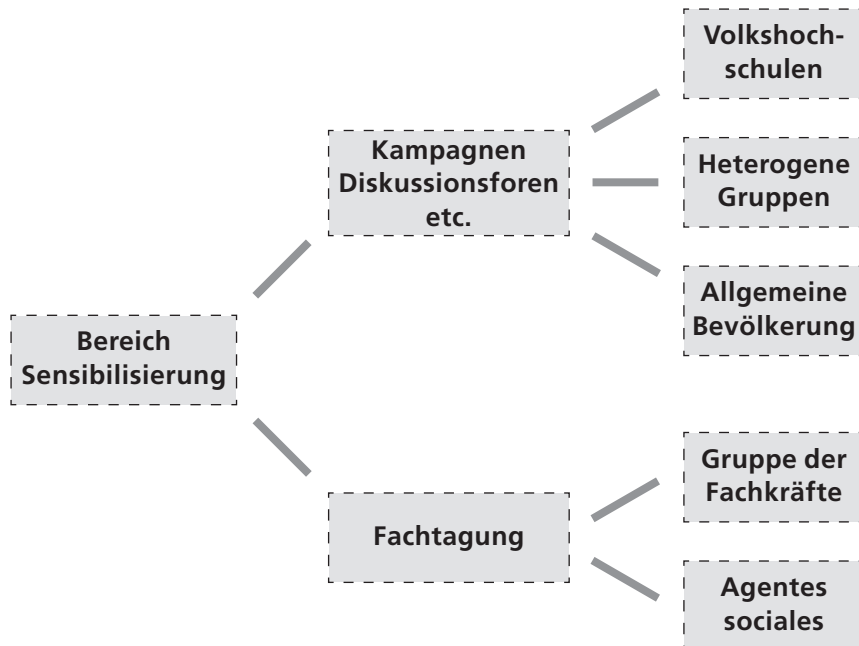 Volkshoch-
schulen
Kampagnen
Diskussionsforen
etc.
Heterogene
Gruppen
Allgemeine
Bevölkerung
Bereich
Sensibilisierung
Gruppe der
Fachkräfte
Fachtagung
Agentes
sociales